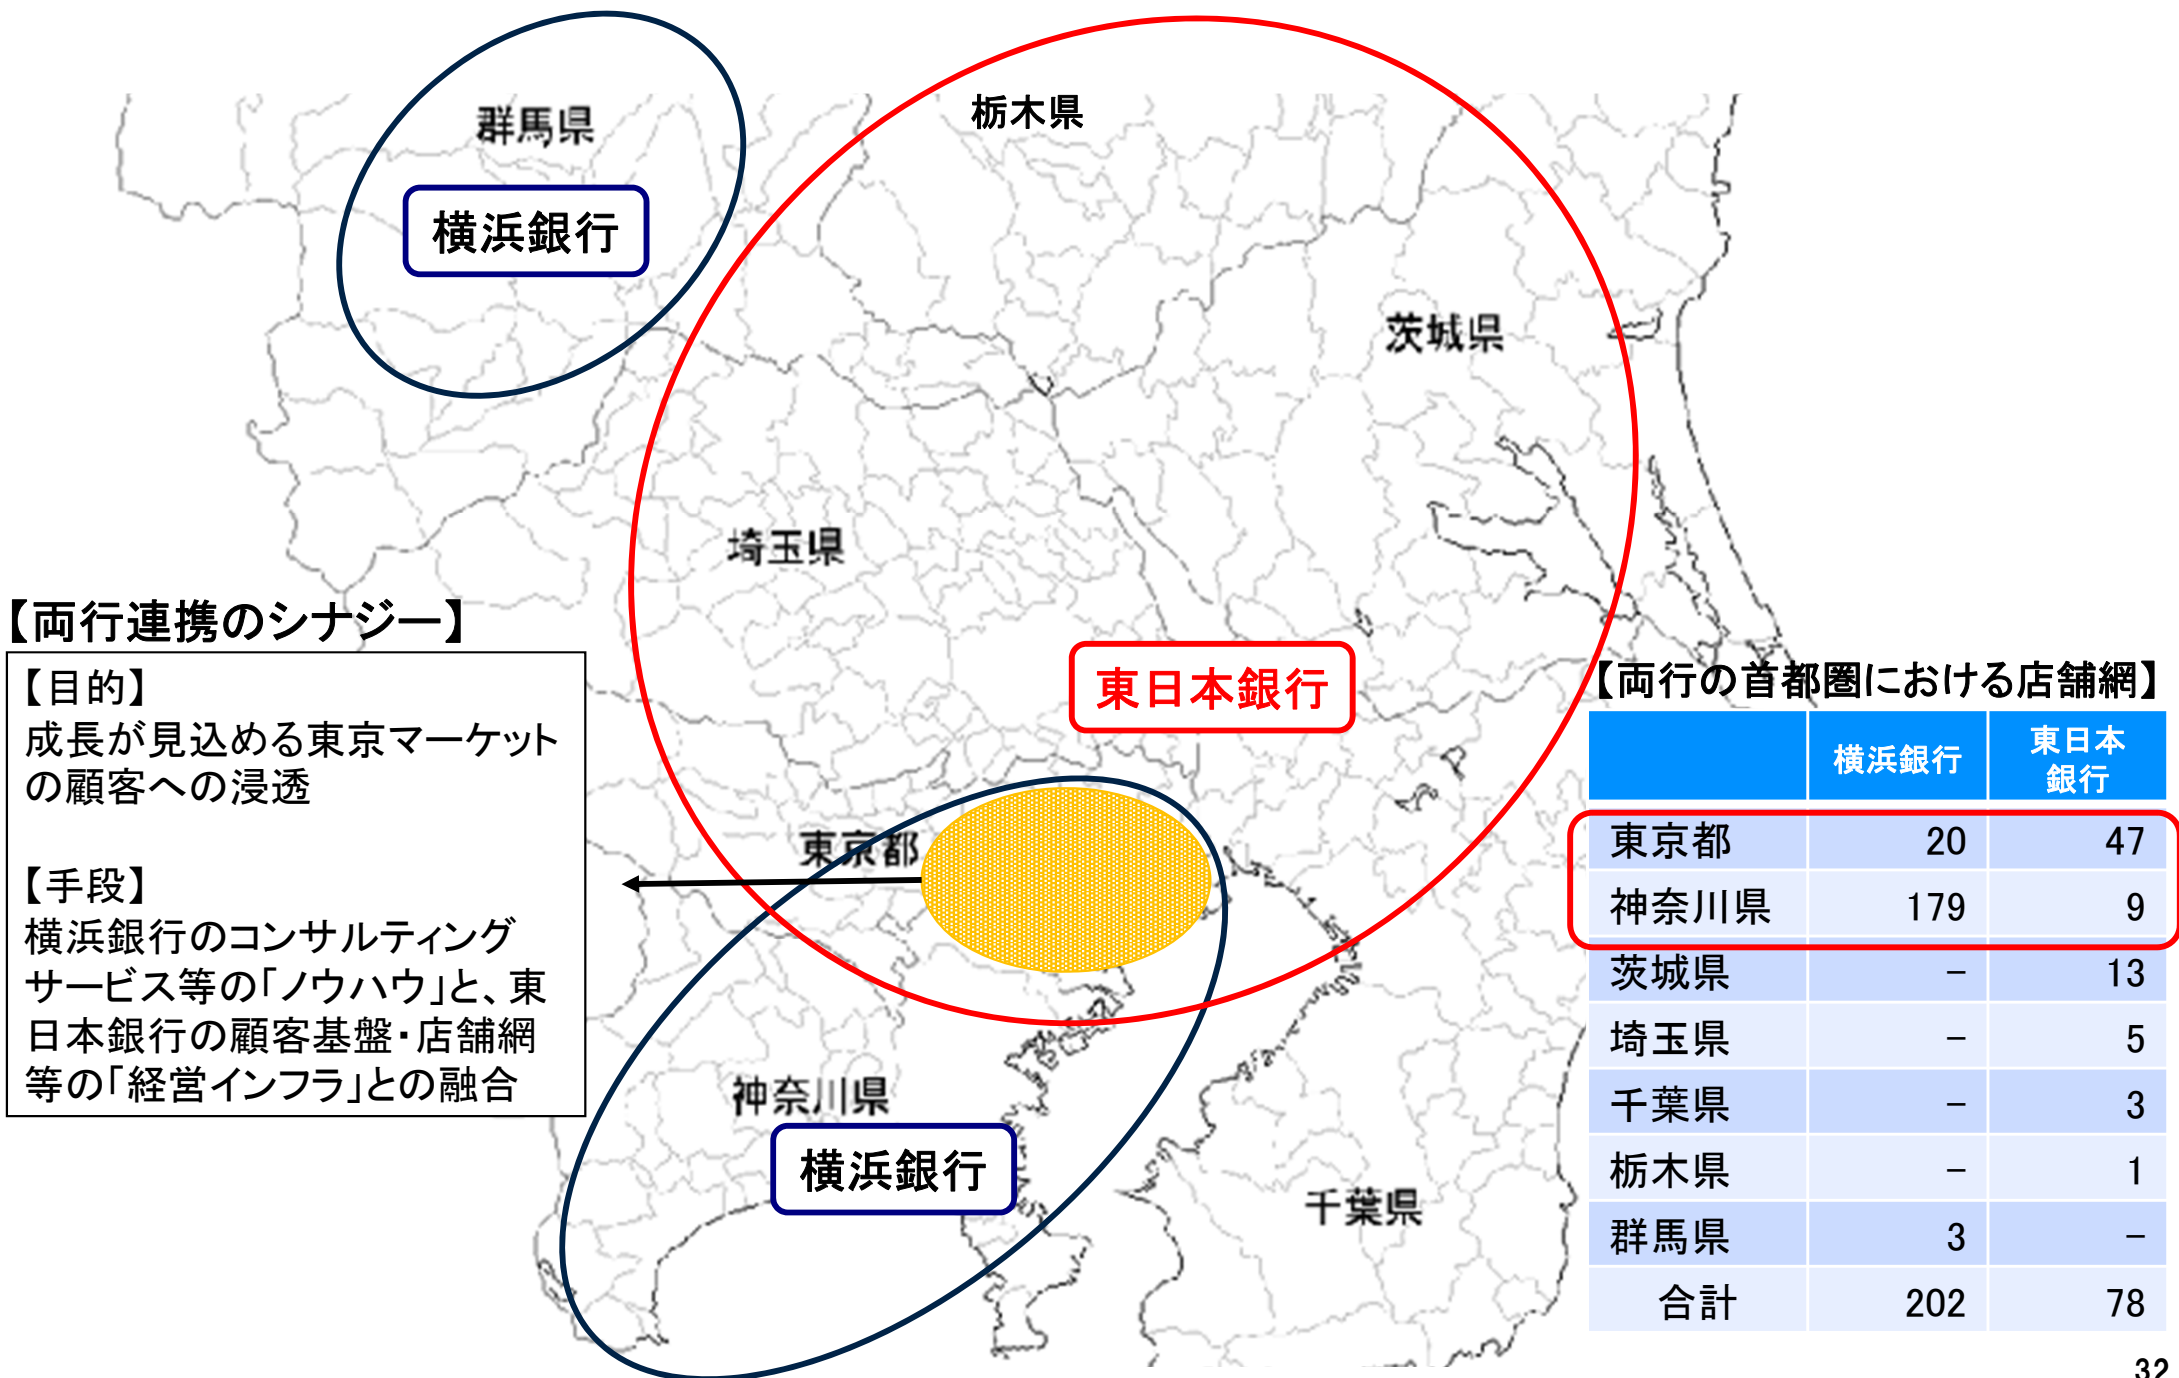 群馬県
栃木県
横浜銀行
茨城県
埼玉県
【両行連携のシナジー】
【目的】
成長が見込める東京マーケット
の顧客への浸透
【手段】
横浜銀行のコンサルティング
サービス等の「ノウハウ」と、東
日本銀行の顧客基盤・店舗網
等の「経営インフラ」との融合
東日本銀行
東京都
神奈川県
横浜銀行
千葉県
【両行の首都圏における店舗網】
横浜銀行 東日本
銀行
東京都 20 47
神奈川県 179 9
茨城県 － 13
埼玉県 － 5
千葉県 － 3
栃木県 － 1
群馬県 3 －
合計 202 78
32